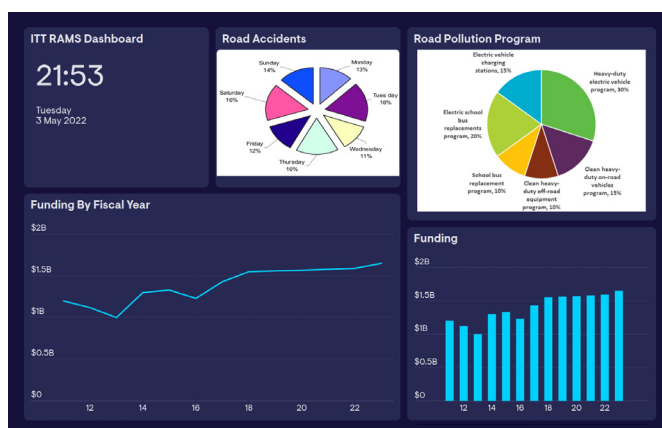 ITT RAMS Dashboard
21:53
Tuesday
3 May 2022
Road Accidents
Sunday
14%
Monday
13%
Saturday
16%
Tues day
18%
Friday
12%
Wednesday
11%
Thursday
16%
Road Pollution Program
Electric vehicle
charging
stations, 15%
Heavy-duty
electric vehicle
program, 30%
Electric school
bus
replacements
program, 20%
School bus
replacement
program, 10%
Clean heavy-
duty off-road
equipment
program, 10%
Clean heavy-
duty on-road
vehicles
program, 15%
Funding By Fiscal Year
$2B
$1.5B
$1B
$0.5B
$0
12 14 16 18 20 22
Funding
$2B
$1.5B
$1B
$0.5B
$0
12 14 16 18 20 22